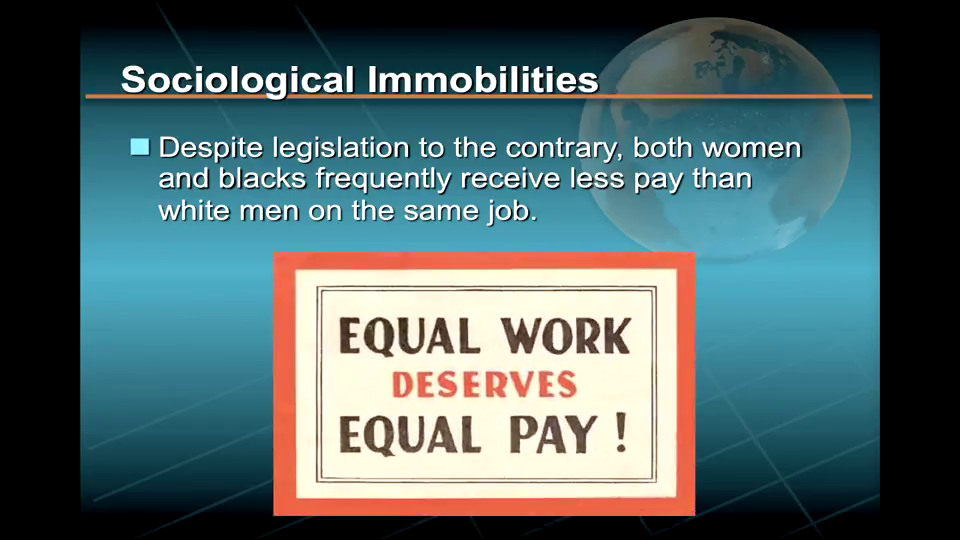 Sociological Immobilities
Despite legislation to the contrary, both women
and blacks frequently receive less pay than
white men on the same job.
EQUAL WORK
DESERVES
EQUAL PAY !